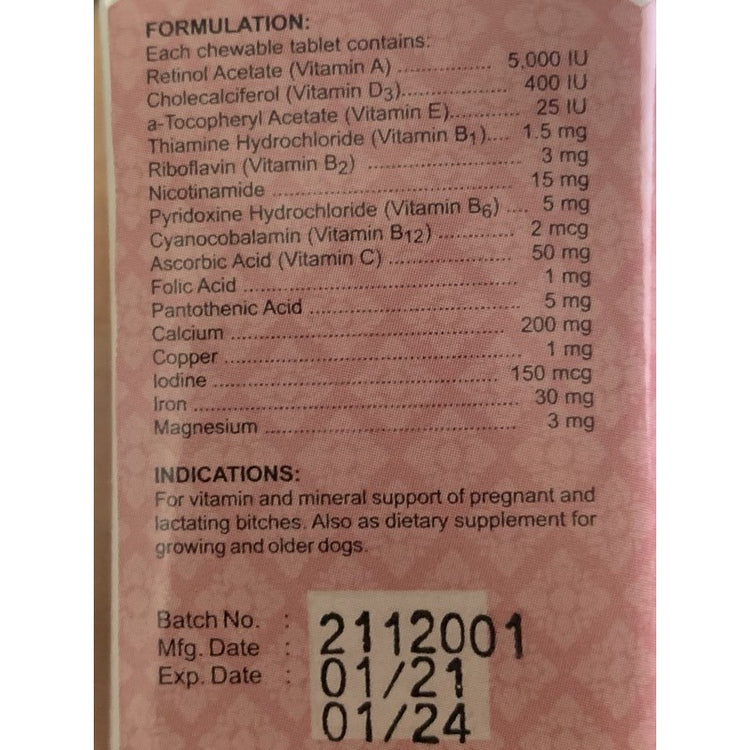 FORMULATION:
Each chewable tablet contains:
Retinol Acetate (Vitamin A) ................ 5,000 IU
Cholecalciferol (Vitamin D3).................. 400 IU
a-Tocopheryl Acetate (Vitamin E)............ 25 IU
Thiamine Hydrochloride (Vitamin B1).... 1.5 mg
Riboflavin (Vitamin B2) ........................... 3 mg
Nicotinamide .......................................... 15 mg
Pyridoxine Hydrochloride (Vitamin B6) .... 5 mg
Cyanocobalamin (Vitamin B12) ............. 2 mcg
Ascorbic Acid (Vitamin C) ..................... 50 mg
Folic Acid ................................................ 1 mg
Pantothenic Acid ..................................... 5 mg
Calcium ................................................ 200 mg
Copper .................................................... 1 mg
Iodine .................................................. 150 mcg
Iron ........................................................ 30 mg
Magnesium ............................................. 3 mg
INDICATIONS:
For vitamin and mineral support of pregnant and
lactating bitches. Also as dietary supplement for
growing and older dogs.
Batch No. : 2112001
Mfg. Date : 01/21
Exp. Date : 01/24